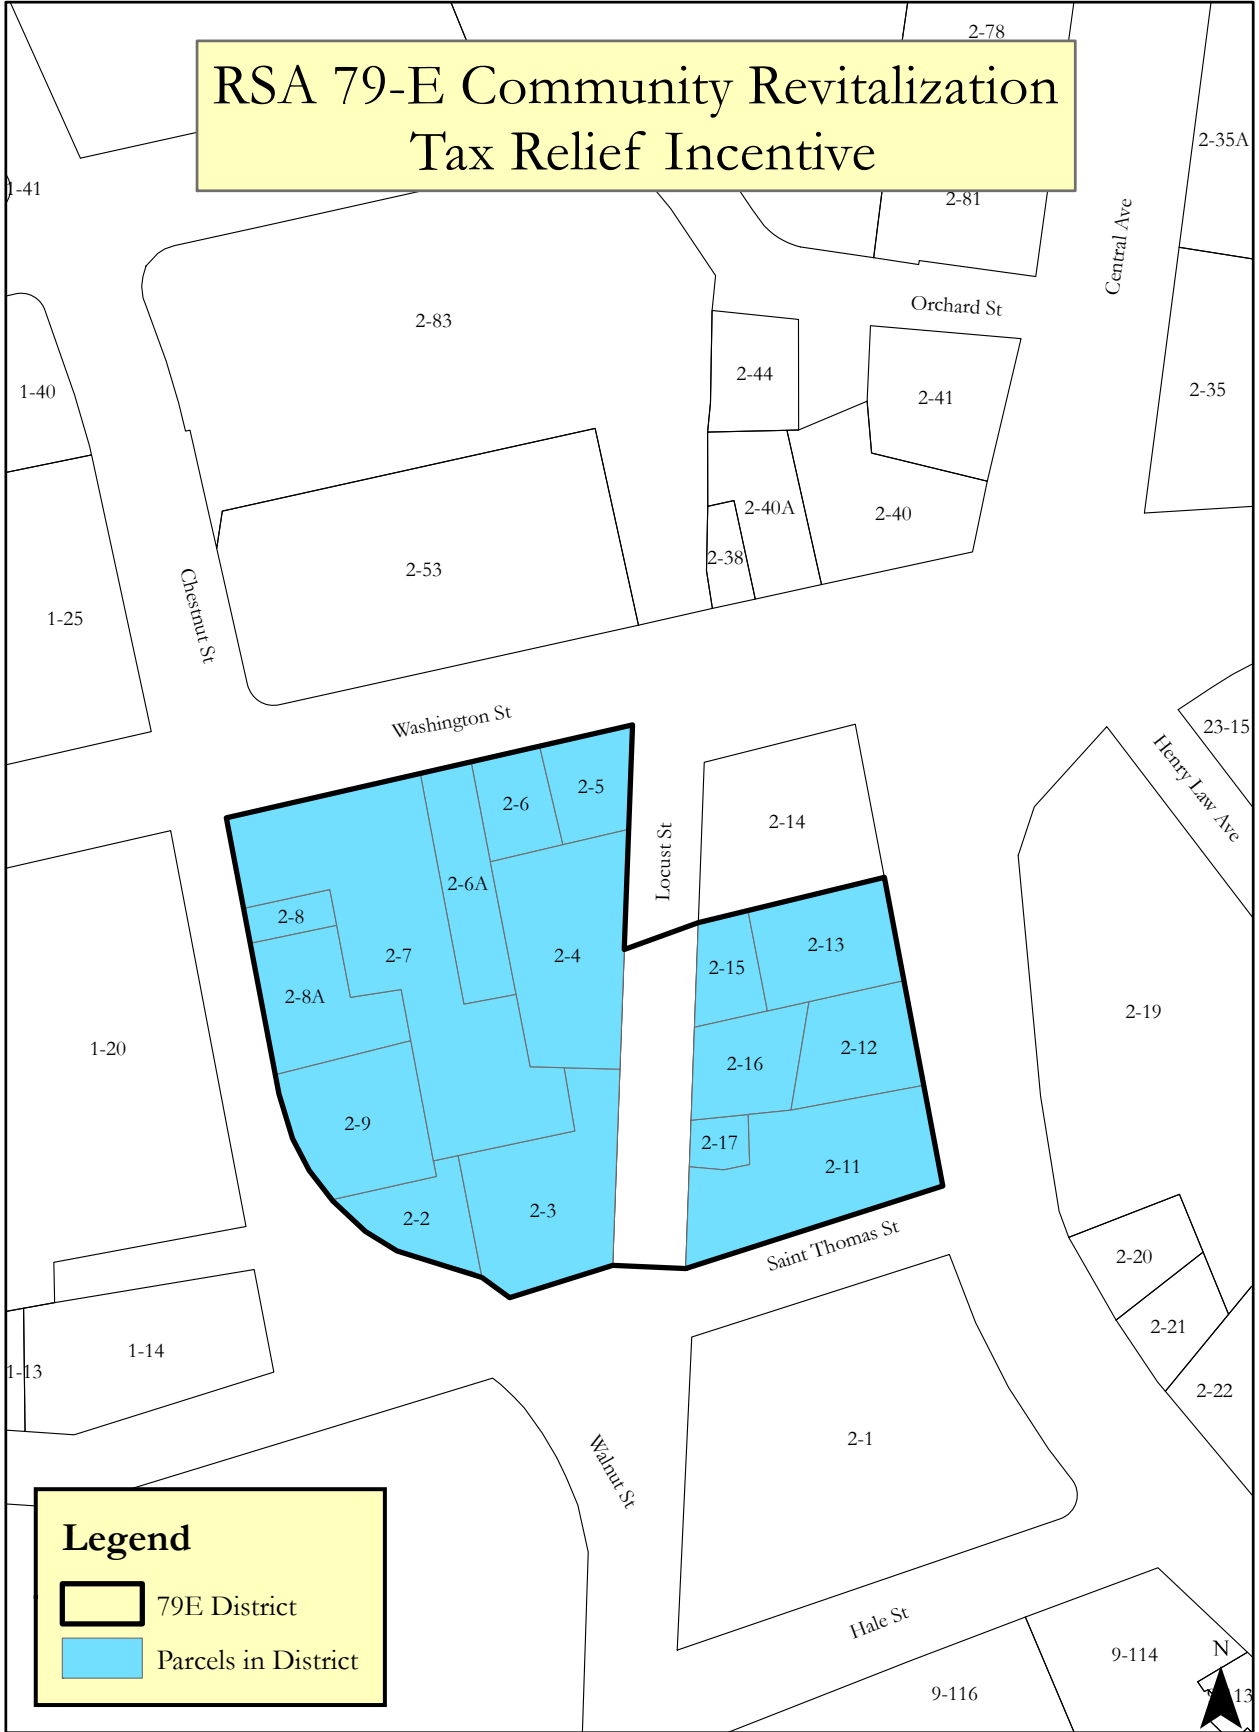 2-78
RSA 79-E Community Revitalization
Tax Relief Incentive
2-35A
1-41
2-81
Central Ave
Orchard St
2-83
2-44
1-40
2-41
2-35
2-40A
2-40
2-38
2-53
Chestnut St
1-25
Washington St
23-15
Henry Law Ave
2-5
2-6
2-14
Locust St
2-6A
2-8
2-7
2-4
2-13
2-15
2-8A
2-19
1-20
2-12
2-16
2-9
2-17
2-11
2-2
2-3
Saint Thomas St
2-20
2-21
1-14
1-13
2-22
2-1
Walnut St
Legend
79E District
Parcels in District
Hale St
9-114
N
9-116
13